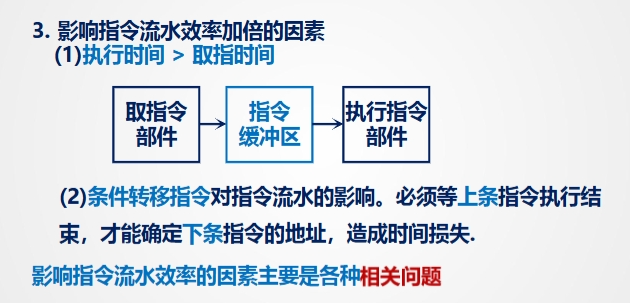 3. 影响指令流水效率加倍的因素
(1)执行时间 > 取指时间
取指令
部件
指令
缓冲区
执行指令
部件
(2)条件转移指令对指令流水的影响。必须等上条指令执行结
束，才能确定下条指令的地址，造成时间损失.
影响指令流水效率的因素主要是各种相关问题